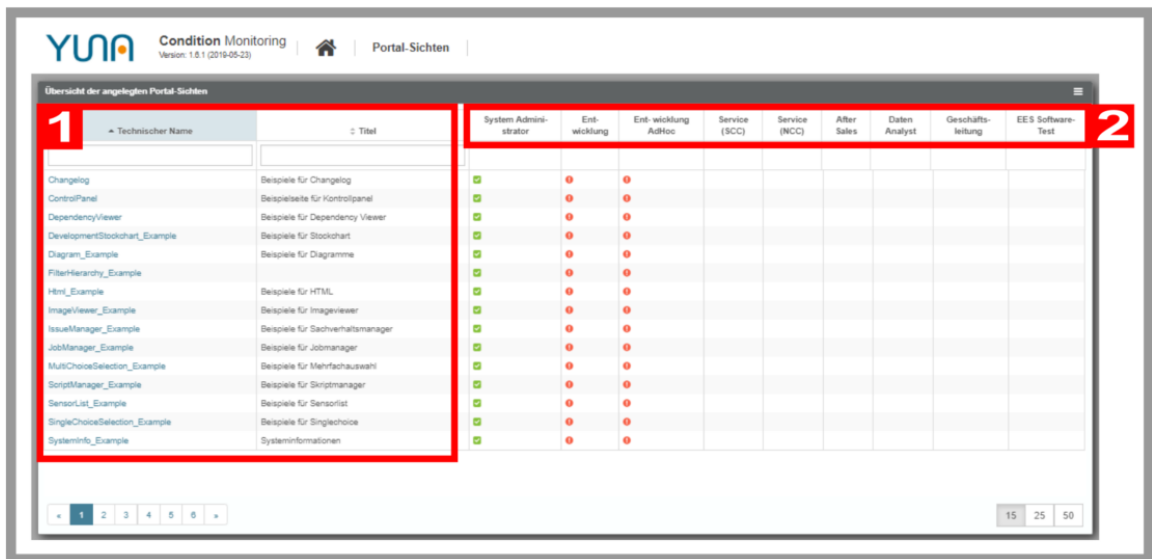 YUNA Condition Monitoring Portal-Sichten
Version: 1.6.1 (2019-05-23)
Übersicht der angelegten Portal-Sichten
1 2
Technischer Name Titel System Admini- Ent- Ent- wicklung Service Service After Daten Geschäfts- EES Software-
strator wicklung AdHoc (SCC) (NCC) Sales Analyst leitung Test
Changelog Beispiele für Changelog
ControlPanel Beispielseite für Kontrollpanel
DependencyViewer Beispiele für Dependency Viewer
DevelopmentStockchart_Example Beispiele für Stockchart
Diagram_Example Beispiele für Diagramme
FilterHierarchy_Example
Html_Example Beispiele für HTML
ImageViewer_Example Beispiele für Imageviewer
IssueManager_Example Beispiele für Sachverhaltsmanager
JobManager_Example Beispiele für Jobmanager
MultiChoiceSelection_Example Beispiele für Mehrfachauswahl
ScriptManager_Example Beispiele für Skriptmanager
SensorList_Example Beispiele für Sensorlist
SingleChoiceSelection_Example Beispiele für Singlechoice
SystemInfo_Example Systeminformationen
« 1 2 3 4 5 6 » 15 25 50